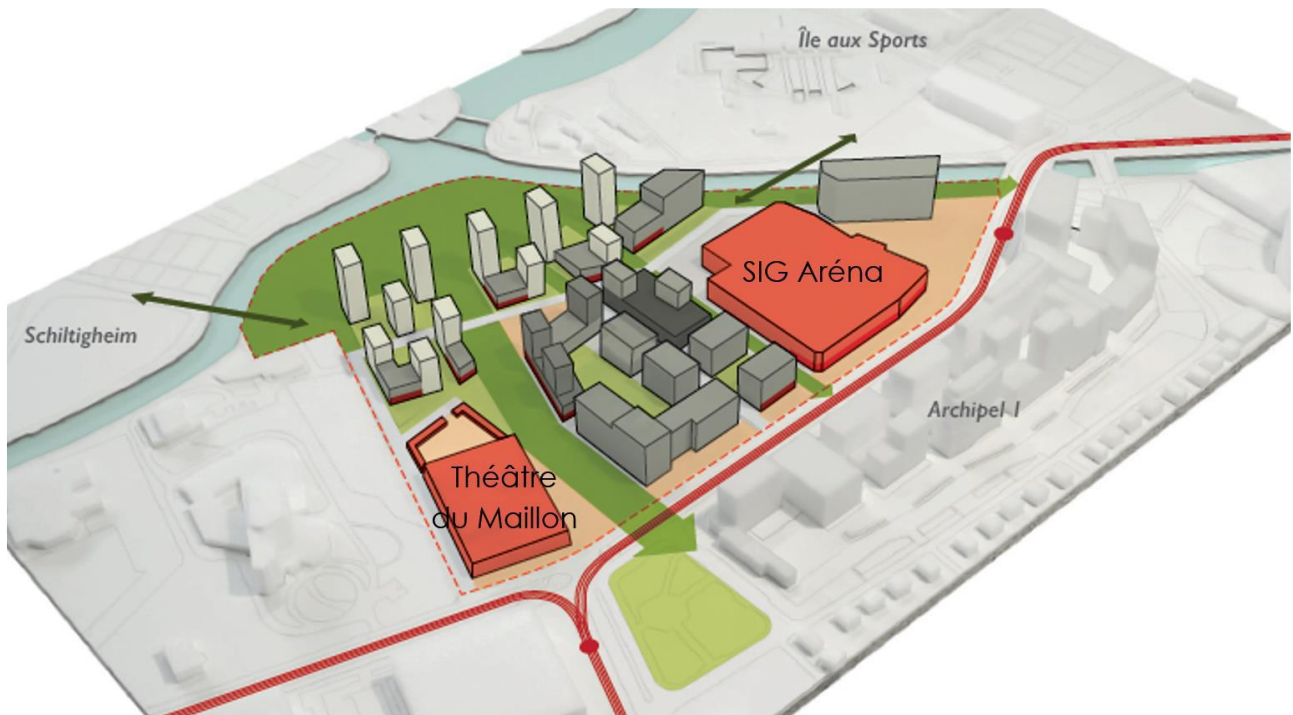 Île aux Sports
SIG Aréna
Schiltigheim
Archipel 1
Théâtre
du Maillon